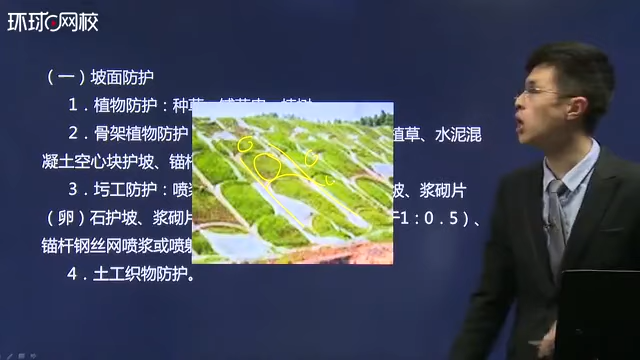 环球网校
（一）坡面防护
1．植物防护：种草、铺草皮、植树
2．骨架植物防护 植草、水泥混
凝土空心块护坡、锚杆
3．圬工防护：喷浆 坡、浆砌片
（卵）石护坡、浆砌片 于1：0.5）、
锚杆钢丝网喷浆或喷射
4．土工织物防护。